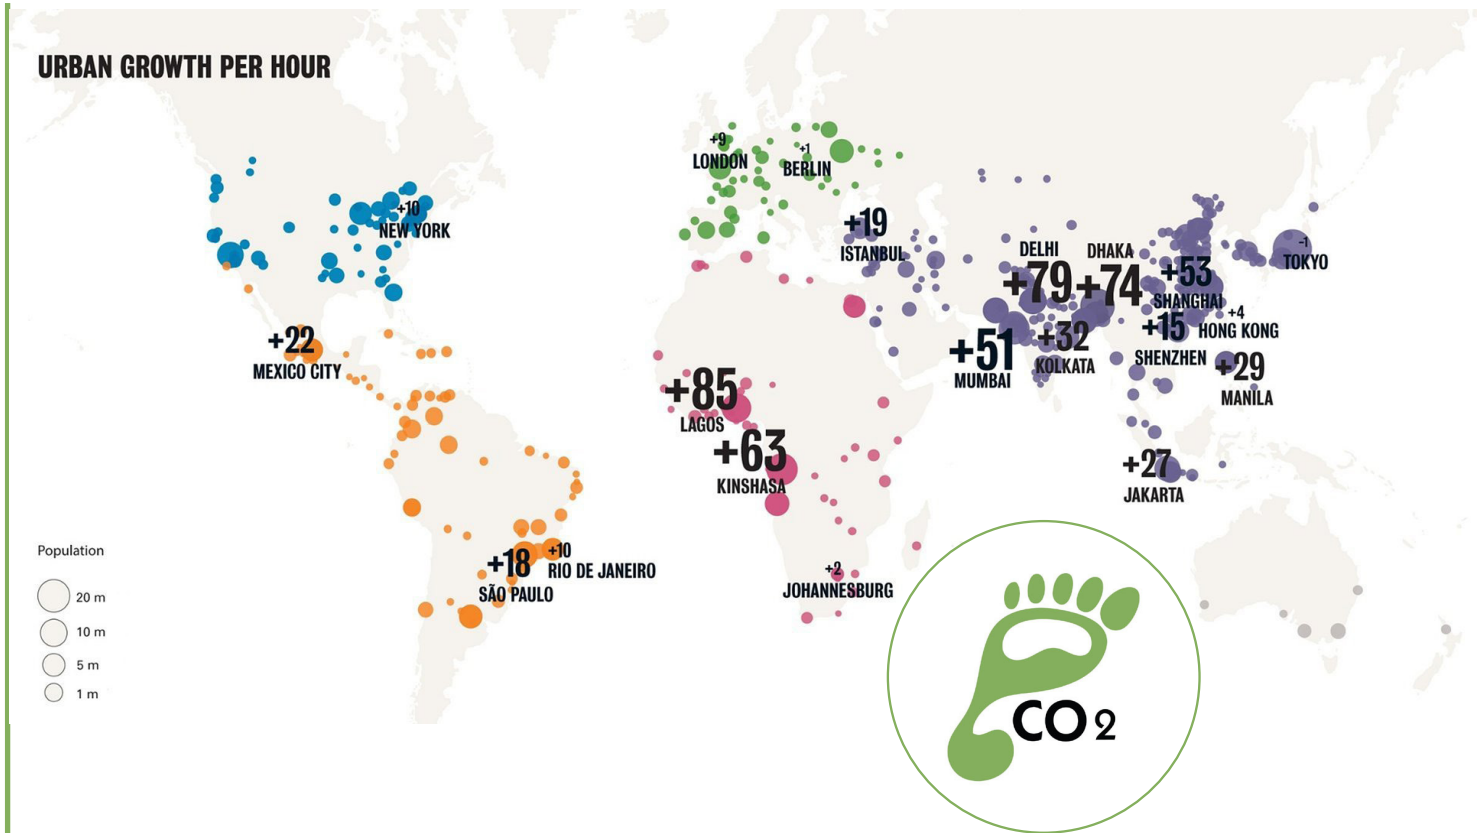 URBAN GROWTH PER HOUR
+9
LONDON
+1
BERLIN
+10
NEW YORK
+19
ISTANBUL
DELHI
+79
DHAKA
+74
+53
SHANGHAI
-1
TOKYO
+22
MEXICO CITY
+51
MUMBAI
+32
KOLKATA
+15
SHENZHEN
+4
HONG KONG
+29
MANILA
+85
LAGOS
+63
KINSHASA
+27
JAKARTA
+18
SÃO PAULO
+10
RIO DE JANEIRO
+2
JOHANNESBURG
Population
20 m
10 m
5 m
1 m
CO2